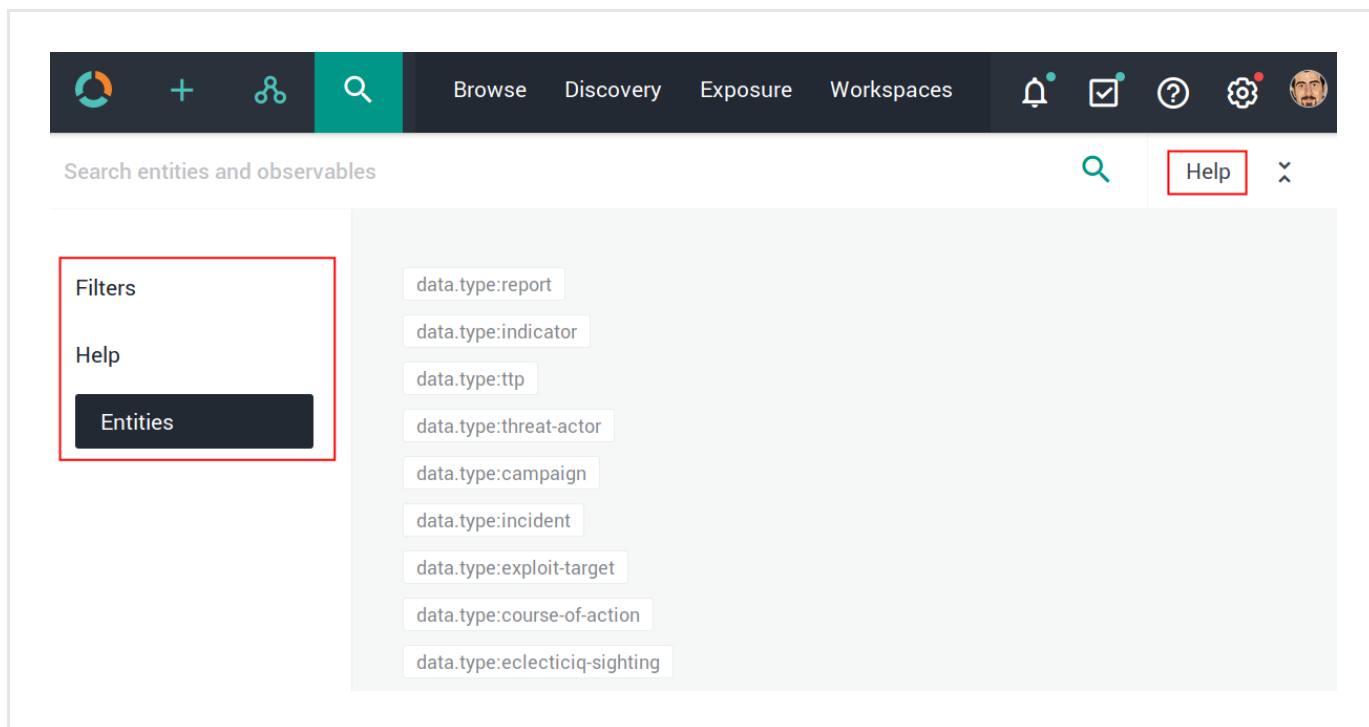 Browse Discovery Exposure Workspaces
Search entities and observables
Help
Filters
Help
Entities
data.type:report
data.type:indicator
data.type:ttp
data.type:threat-actor
data.type:campaign
data.type:incident
data.type:exploit-target
data.type:course-of-action
data.type:eclecticiq-sighting